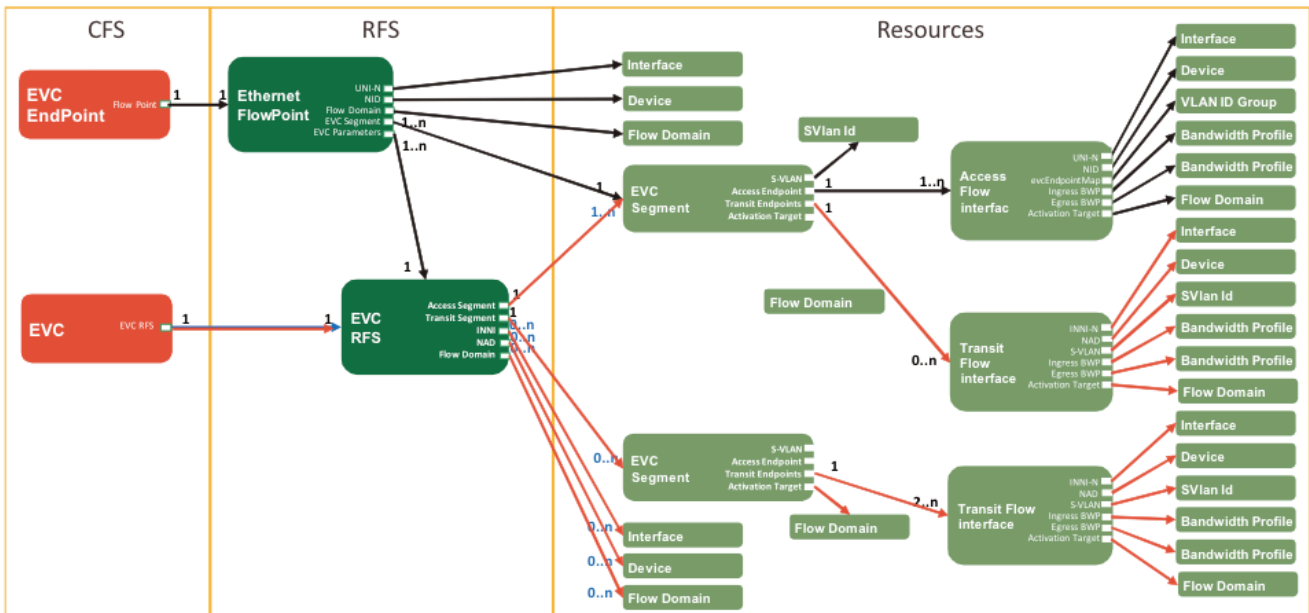 CFS
RFS
Resources
EVC
EndPoint
Flow Point
1
1
Ethernet
FlowPoint
UNI-N
NID
Flow Domain
EVC Segment
EVC Parameters
1..n
1..n
Interface
Device
Flow Domain
SVlan Id
1
1..n
EVC
Segment
S-VLAN
Access Endpoint
Transit Endpoints
Activation Target
1
1
1..n
Access
Flow
interfac
UNI-N
NID
evcEndpointMap
Ingress BWP
Egress BWP
Activation Target
Interface
Device
VLAN ID Group
Bandwidth Profile
Bandwidth Profile
Flow Domain
EVC
EVC RFS
1
1
1
EVC
RFS
Access Segment
Transit Segment
INNI
NAD
Flow Domain
1
1
0..n
0..n
0..n
Flow Domain
0..n
Transit
Flow
interface
INNI-N
NAD
S-VLAN
Ingress BWP
Egress BWP
Activation Target
Interface
Device
SVlan Id
Bandwidth Profile
Bandwidth Profile
Flow Domain
0..n
EVC
Segment
S-VLAN
Access Endpoint
Transit Endpoints
Activation Target
1
Flow Domain
2..n
Transit Flow
interface
INNI-N
NAD
S-VLAN
Ingress BWP
Egress BWP
Activation Target
Interface
Device
SVlan Id
Bandwidth Profile
Bandwidth Profile
Flow Domain
0..n
Interface
0..n
Device
0..n
Flow Domain